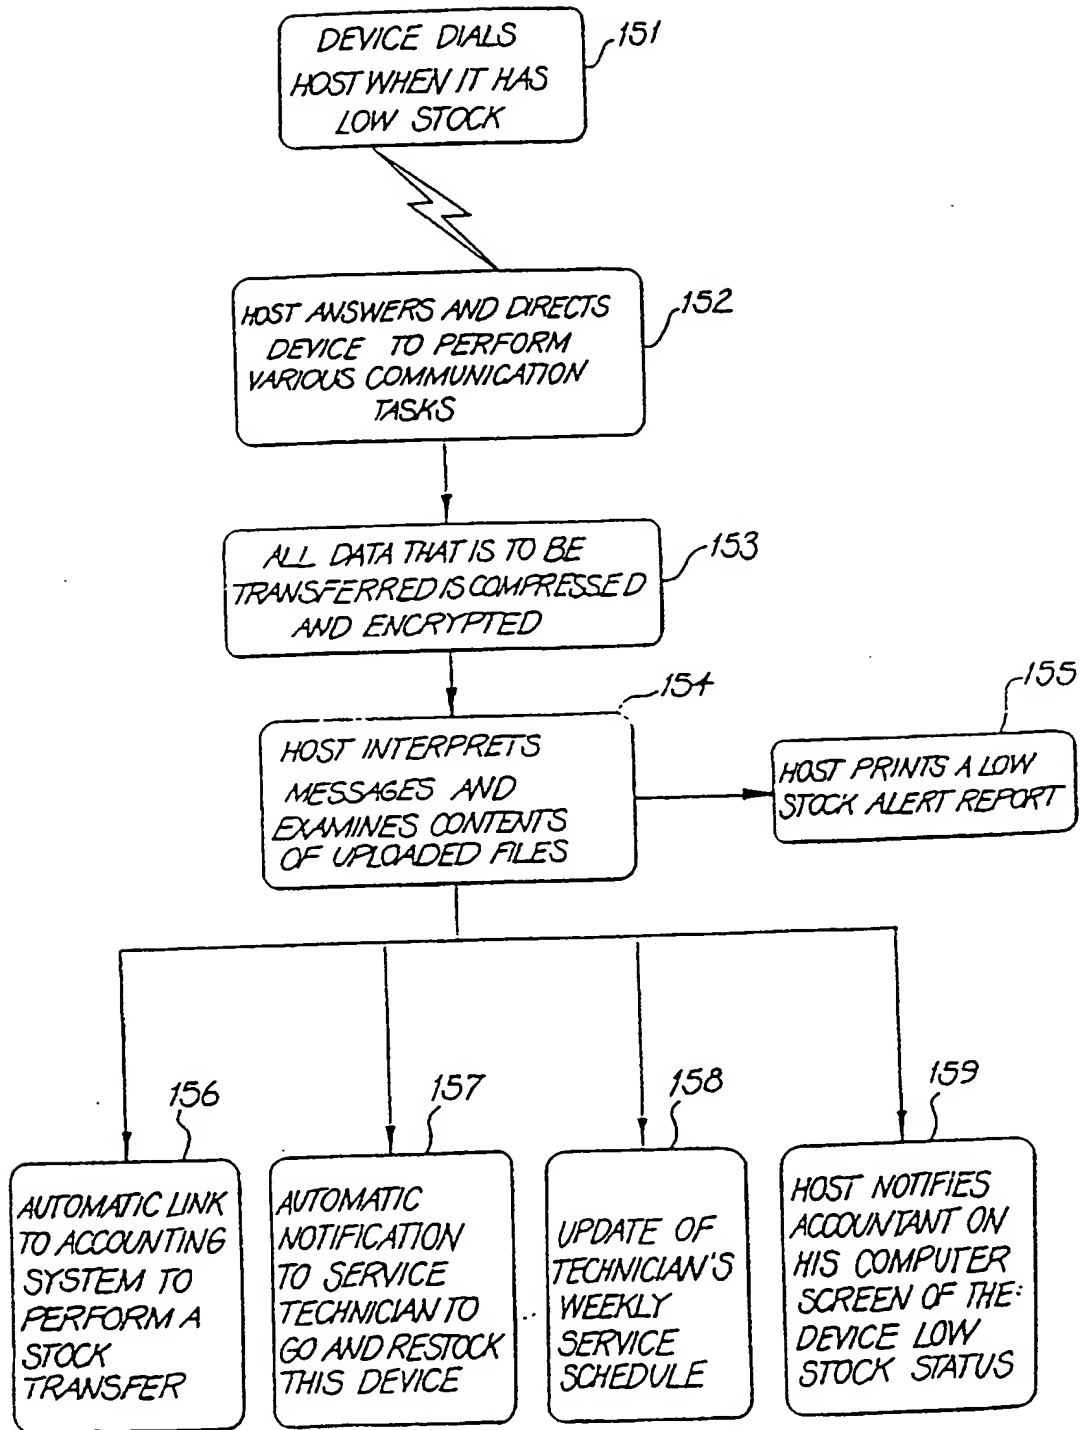 DEVICE DIALS
HOST WHEN IT HAS
LOW STOCK
151
HOST ANSWERS AND DIRECTS
DEVICE TO PERFORM
VARIOUS COMMUNICATION
TASKS
152
ALL DATA THAT IS TO BE
TRANSFERRED IS COMPRESSED
AND ENCRYPTED
153
HOST INTERPRETS
MESSAGES AND
EXAMINES CONTENTS
OF UPLOADED FILES
154
HOST PRINTS A LOW
STOCK ALERT REPORT
155
AUTOMATIC LINK
TO ACCOUNTING
SYSTEM TO
PERFORM A
STOCK
TRANSFER
156
AUTOMATIC
NOTIFICATION
TO SERVICE
TECHNICIAN TO
GO AND RESTOCK
THIS DEVICE
157
UPDATE OF
TECHNICIAN'S
WEEKLY
SERVICE
SCHEDULE
158
HOST NOTIFIES
ACCOUNTANT ON
HIS COMPUTER
SCREEN OF THE:
DEVICE LOW
STOCK STATUS
159